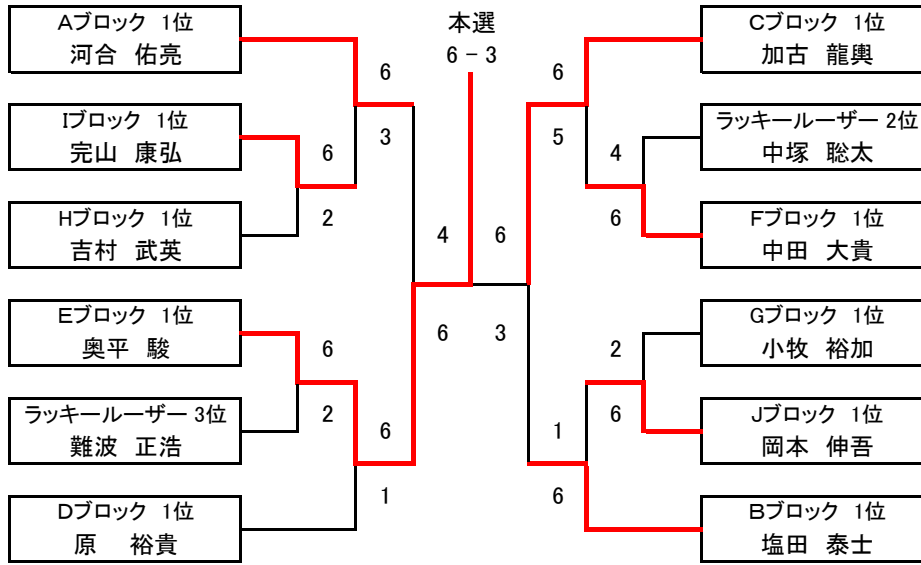 本選
6 − 3
Aブロック 1位
河合 佑亮
Iブロック 1位
完山 康弘
Hブロック 1位
吉村 武英
Eブロック 1位
奥平 駿
ラッキールーザー 3位
難波 正浩
Dブロック 1位
原 裕貴
6
3
6
2
4
6
6
2
6
1
Cブロック 1位
加古 龍輿
ラッキールーザー 2位
中塚 聡太
Fブロック 1位
中田 大貴
Gブロック 1位
小牧 裕加
Jブロック 1位
岡本 伸吾
Bブロック 1位
塩田 泰士
6
5
4
6
6
3
2
6
1
6